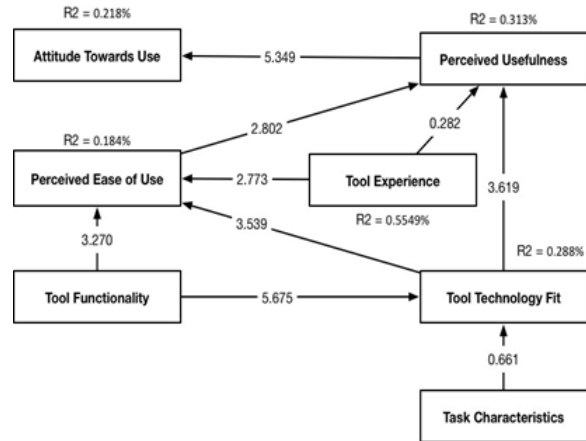 R2 = 0.218%
R2 = 0.313%
Attitude Towards Use
5.349
Perceived Usefulness
2.802
0.282
R2 = 0.184%
Perceived Ease of Use
2.773
Tool Experience
3.619
R2 = 0.5549%
3.539
3.270
R2 = 0.288%
Tool Functionality
5.675
Tool Technology Fit
0.661
Task Characteristics